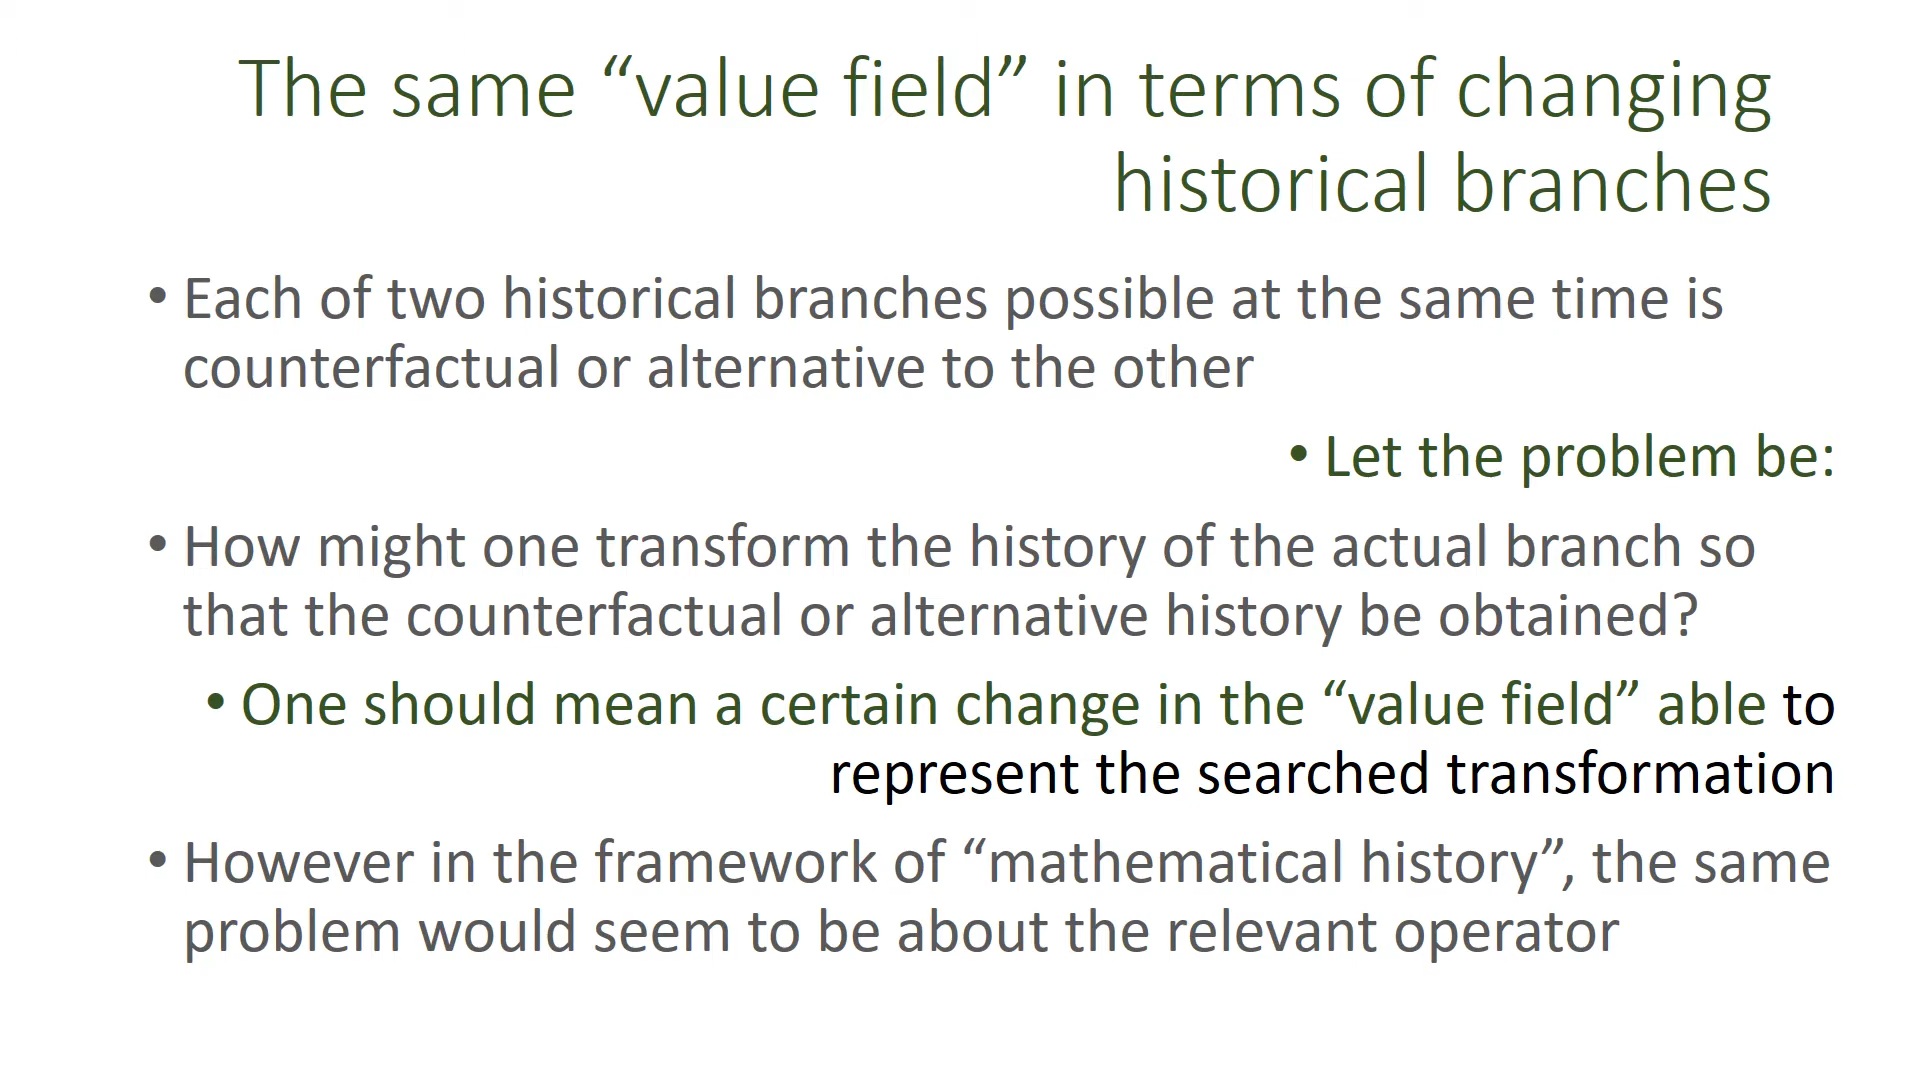 The same “value field” in terms of changing
historical branches
• Each of two historical branches possible at the same time is
counterfactual or alternative to the other
• Let the problem be:
• How might one transform the history of the actual branch so
that the counterfactual or alternative history be obtained?
• One should mean a certain change in the “value field” able to
represent the searched transformation
• However in the framework of “mathematical history”, the same
problem would seem to be about the relevant operator